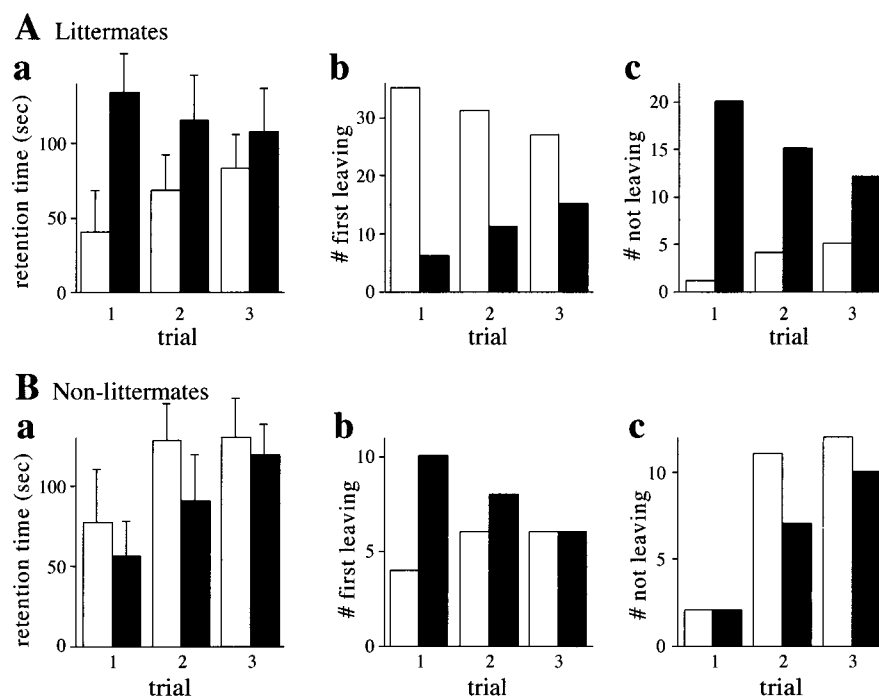 A Littermates
a
b
c
retention time (sec)
100
50
0
1 2 3
trial
# first leaving
30
20
10
0
1 2 3
trial
# not leaving
20
15
10
5
0
1 2 3
trial
B Non-littermates
a
b
c
retention time (sec)
100
50
0
1 2 3
trial
# first leaving
10
5
0
1 2 3
trial
# not leaving
10
5
0
1 2 3
trial